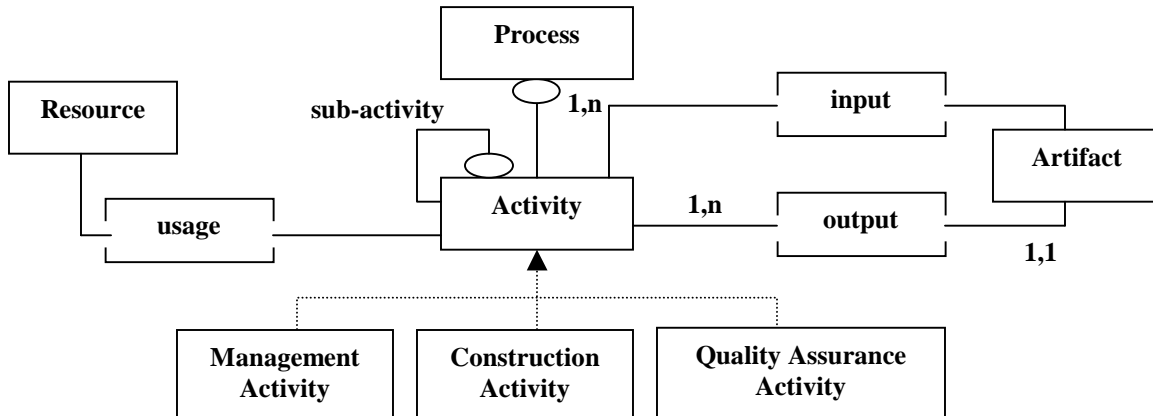 Process
Resource
sub-activity
1,n
input
Artifact
Activity
usage
1,n
output
1,1
Management
Activity
Construction
Activity
Quality Assurance
Activity